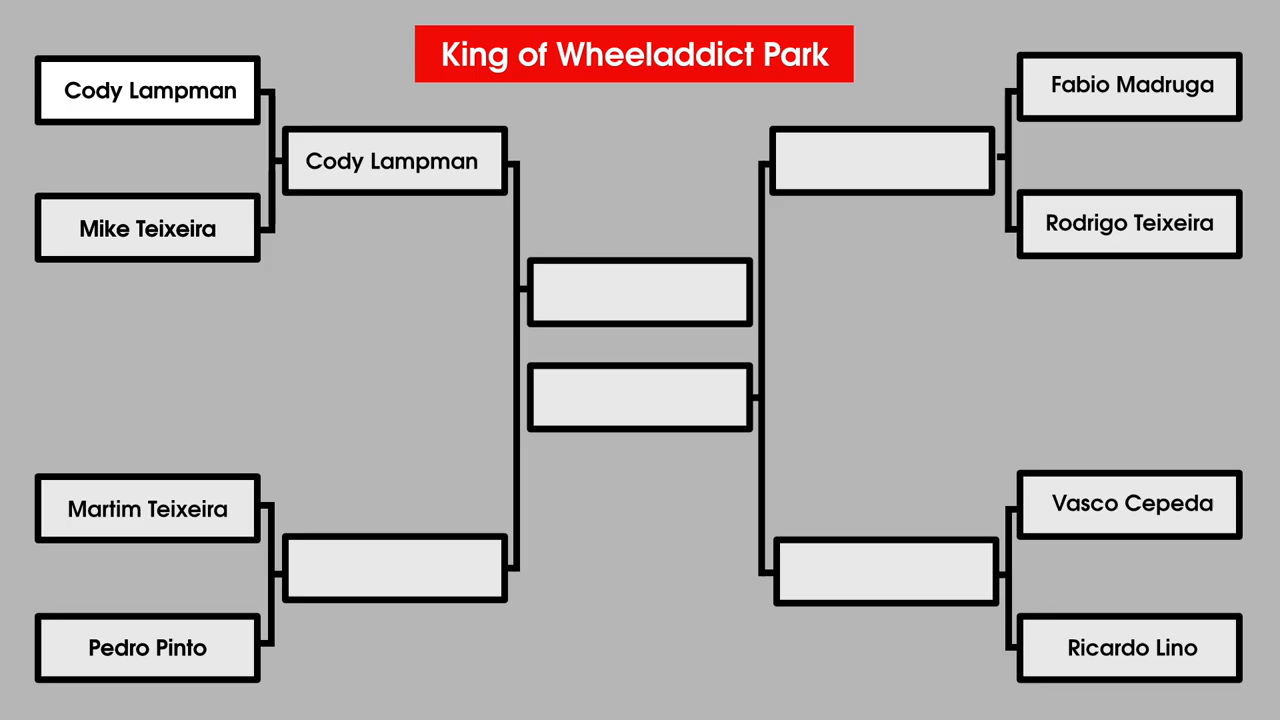 King of Wheeladdict Park
Cody Lampman
Cody Lampman
Mike Teixeira
Martim Teixeira
Pedro Pinto
Fabio Madruga
Rodrigo Teixeira
Vasco Cepeda
Ricardo Lino